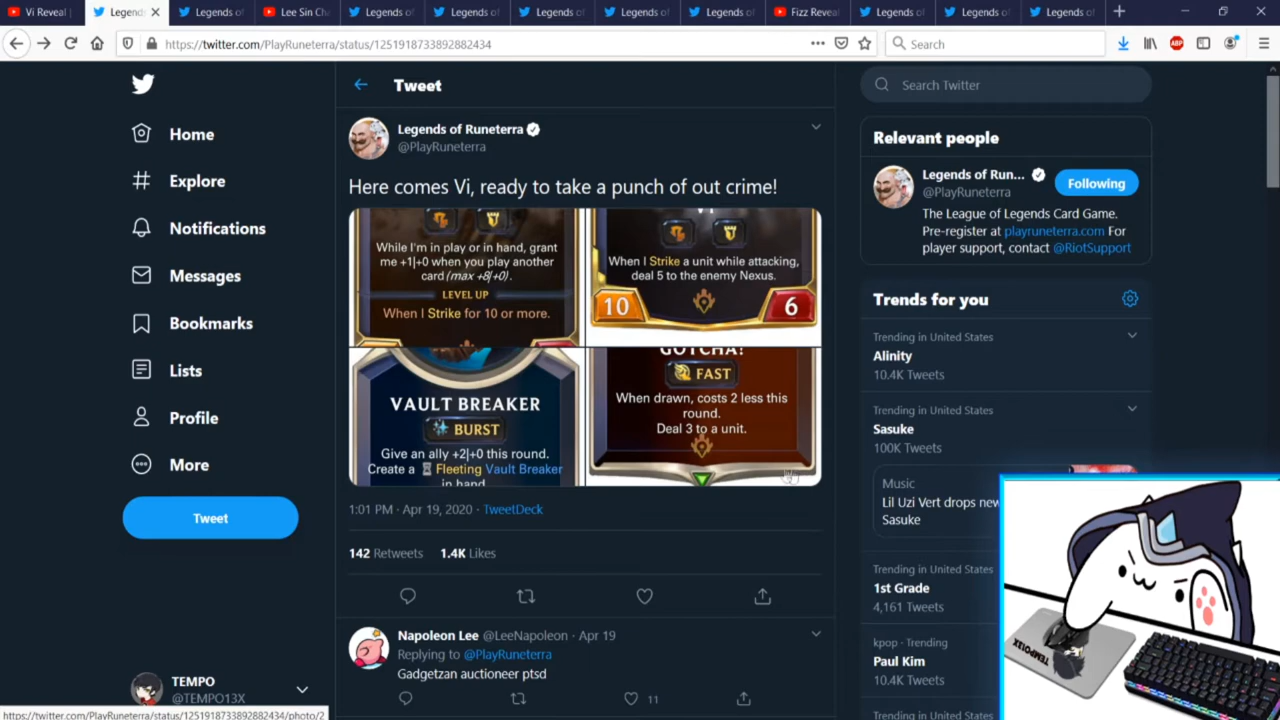 Vi Reveal |
Legends
Legends of
Lee Sin Ch
Legends of
Legends of
Legends of
Legends of
Legends of
Fizz Reveal
Legends of
Legends of
Legends of
https://twitter.com/PlayRuneterra/status/1251918733892882434
Search
ABP
Home
Explore
Notifications
Messages
Bookmarks
Lists
Profile
More
Tweet
TEMPO
@TEMPO13X
Tweet
Legends of Runeterra
@PlayRuneterra
Here comes Vi, ready to take a punch of out crime!
While I'm in play or in hand, grant
me +1|+0 when you play another
card (max +8|+0).
LEVEL UP
When I Strike for 10 or more.
When I Strike a unit while attacking,
deal 5 to the enemy Nexus.
10
6
VAULT BREAKER
BURST
Give an ally +2|+0 this round.
Create a Fleeting Vault Breaker
in hand
GOTCHA!
FAST
When drawn, costs 2 less this
round.
Deal 3 to a unit.
1:01 PM · Apr 19, 2020 · TweetDeck
142 Retweets 1.4K Likes
Napoleon Lee @LeeNapoleon · Apr 19
Replying to @PlayRuneterra
Gadgetzan auctioneer ptsd
11
Search Twitter
Relevant people
Legends of Run...
@PlayRuneterra
Following
The League of Legends Card Game.
Pre-register at playruneterra.com For
player support, contact @RiotSupport
Trends for you
Trending in United States
Alinity
10.4K Tweets
Trending in United States
Sasuke
100K Tweets
Music
Lil Uzi Vert drops new
Sasuke
Trending in United States
1st Grade
4,161 Tweets
kpop · Trending
Paul Kim
10.4K Tweets
Trending in United States
TEMPO13X
https://twitter.com/PlayRuneterra/status/1251918733892882434/photo/2